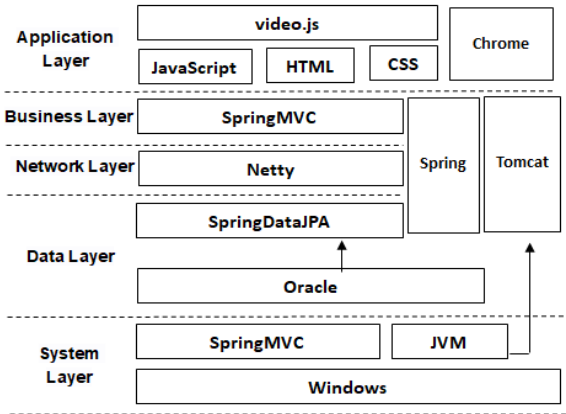 Application
Layer
video.js
JavaScript
HTML
CSS
Chrome
Business Layer
SpringMVC
Spring
Tomcat
Network Layer
Netty
Data Layer
SpringDataJPA
Oracle
System
Layer
SpringMVC
JVM
Windows